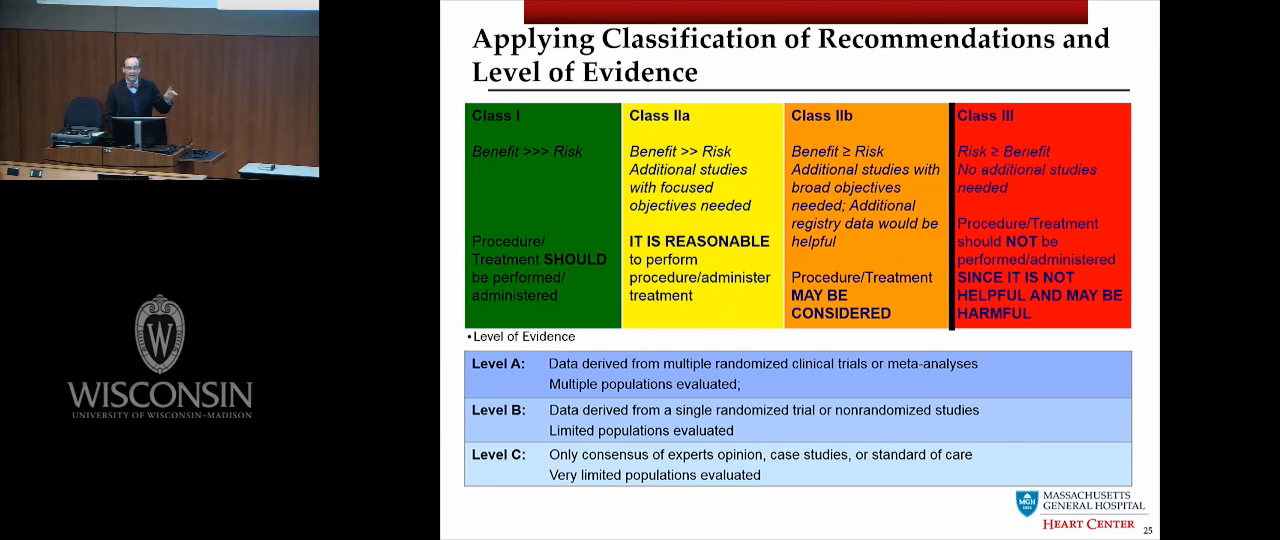 Applying Classification of Recommendations and
Level of Evidence
Class I
Benefit >>> Risk
Procedure/
Treatment SHOULD
be performed/
administered
Class IIa
Benefit >> Risk
Additional studies
with focused
objectives needed
IT IS REASONABLE
to perform
procedure/administer
treatment
Class IIb
Benefit ≥ Risk
Additional studies with
broad objectives
needed; Additional
registry data would be
helpful
Procedure/Treatment
MAY BE
CONSIDERED
Class III
Risk ≥ Benefit
No additional studies
needed
Procedure/Treatment
should NOT be
performed/administered
SINCE IT IS NOT
HELPFUL AND MAY BE
HARMFUL
•Level of Evidence
Level A: Data derived from multiple randomized clinical trials or meta-analyses
Multiple populations evaluated;
Level B: Data derived from a single randomized trial or nonrandomized studies
Limited populations evaluated
Level C: Only consensus of experts opinion, case studies, or standard of care
Very limited populations evaluated
W
WISCONSIN
UNIVERSITY OF WISCONSIN–MADISON
MGH
1811
MASSACHUSETTS
GENERAL HOSPITAL
HEART CENTER
25